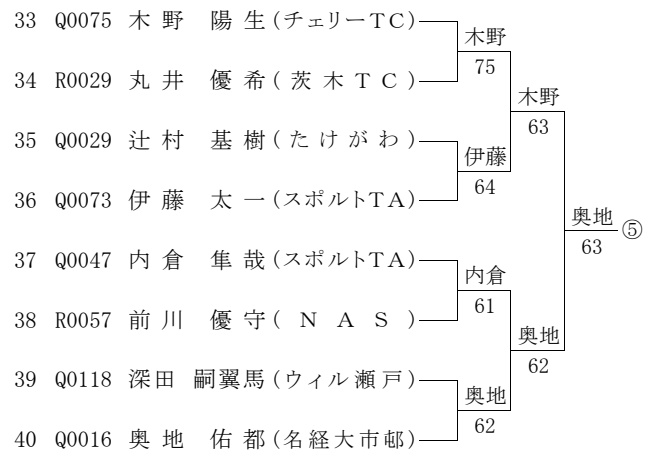 33 Q0075 木野 陽生(チェリーTC)
木野
75
34 R0029 丸井 優希(茨木TC)
木野
63
35 Q0029 辻村 基樹(たけがわ)
伊藤
64
36 Q0073 伊藤 太一(スポルトTA)
奥地 ⑤
63
37 Q0047 内倉 隼哉(スポルトTA)
内倉
61
38 R0057 前川 優守(NAS)
奥地
62
39 Q0118 深田 嗣翼馬(ウィル瀬戸)
奥地
62
40 Q0016 奥地 佑都(名経大市邨)